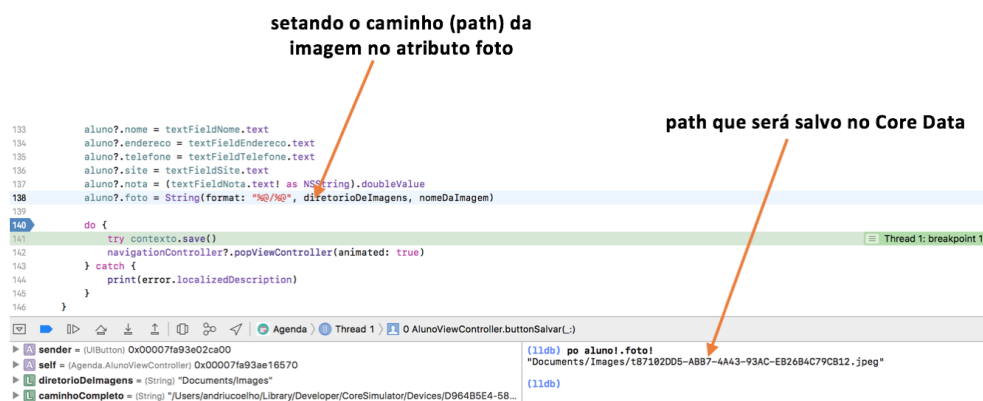 setando o caminho (path) da
imagem no atributo foto
path que será salvo no Core Data
133 aluno?.nome = textFieldNome.text
134 aluno?.endereco = textFieldEndereco.text
135 aluno?.telefone = textFieldTelefone.text
136 aluno?.site = textFieldSite.text
137 aluno?.nota = (textFieldNota.text! as NSString).doubleValue
138 aluno?.foto = String(format: "%@/%@", diretorioDeImagens, nomeDaImagem)
139
140 do {
141 try contexto.save() Thread 1: breakpoint 1
142 navigationController?.popViewController(animated: true)
143 } catch {
144 print(error.localizedDescription)
145 }
146 }
Agenda Thread 1 0 AlunoViewController.buttonSalvar(_:)
A sender = (UIButton) 0x00007fa93e02ca00
A self = (Agenda.AlunoViewController) 0x00007fa93ae16570
L diretorioDeImagens = (String) "Documents/Images"
L caminhoCompleto = (String) "/Users/andriucoelho/Library/Developer/CoreSimulator/Devices/D964B5E4-58...
(lldb) po aluno!.foto!
"Documents/Images/t87102DD5-ABB7-4A43-93AC-EB26B4C79CB12.jpeg"
(lldb)